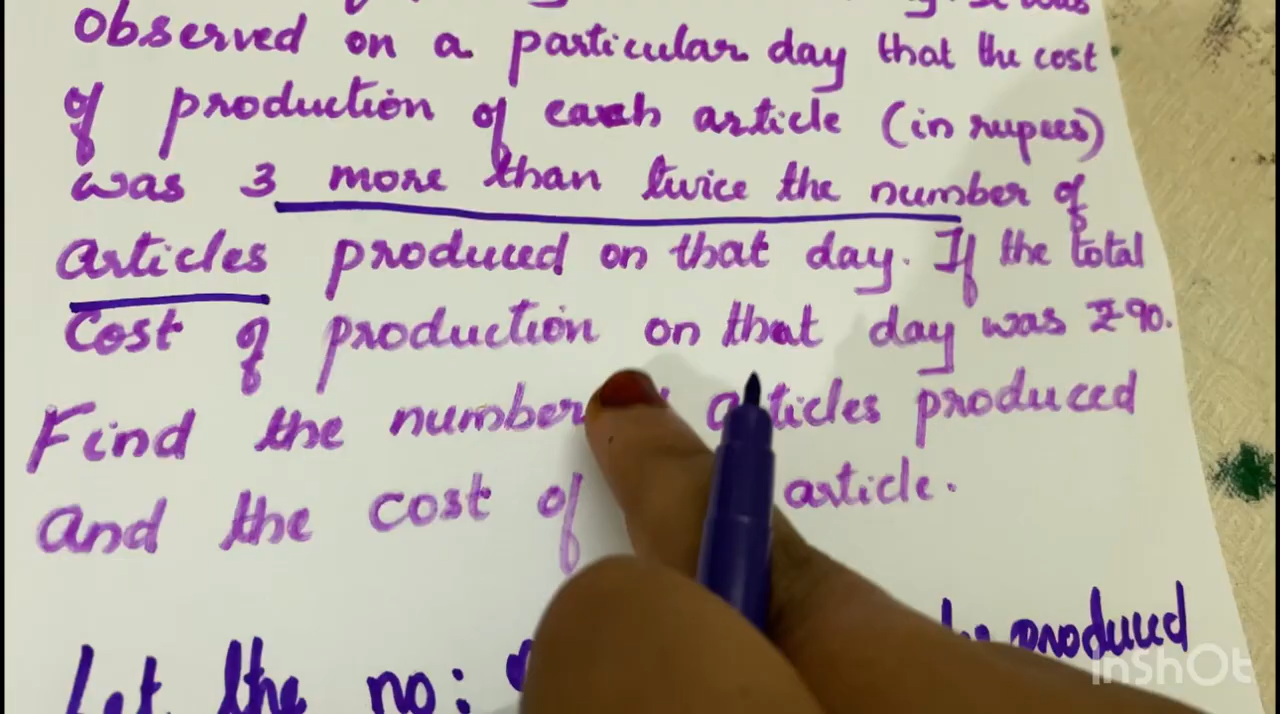 observed on a particular day that the cost
of production of each article (in rupees)
was 3 more than twice the number of
articles produced on that day. If the total
cost of production on that day was ₹90.
Find the number articles produced
and the cost of article.
Let the no: produced
InShOt